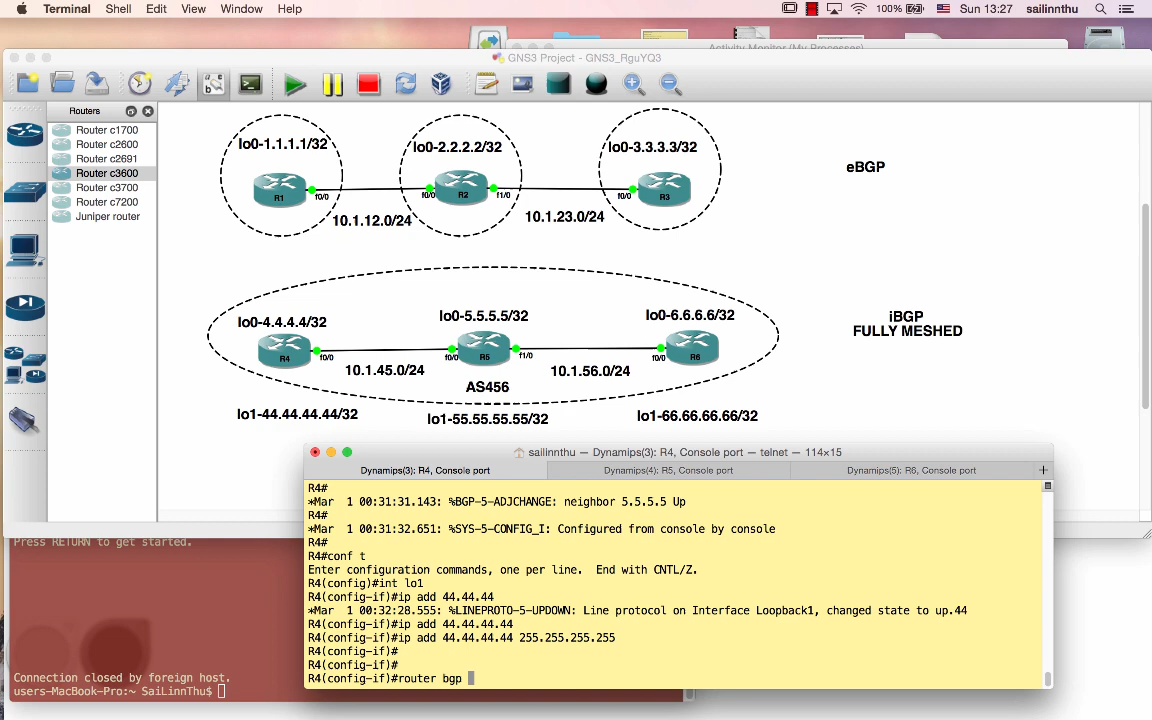 Terminal Shell Edit View Window Help 100% Sun 13:27 sailinnthu
Activity Monitor (My Processes)
GNS3 Project - GNS3_RguYQ3
Routers
Router c1700
Router c2600
Router c2691
Router c3600
Router c3700
Router c7200
Juniper router
lo0-1.1.1.1/32 lo0-2.2.2.2/32 lo0-3.3.3.3/32
eBGP
R1 f0/0 f0/0 R2 f1/0 f0/0 R3
10.1.12.0/24 10.1.23.0/24
lo0-4.4.4.4/32 lo0-5.5.5.5/32 lo0-6.6.6.6/32
iBGP
FULLY MESHED
R4 f0/0 f0/0 R5 f1/0 f0/0 R6
10.1.45.0/24 10.1.56.0/24
AS456
lo1-44.44.44.44/32 lo1-55.55.55.55/32 lo1-66.66.66.66/32
sailinnthu — Dynamips(3): R4, Console port — telnet — 114×15
Dynamips(3): R4, Console port Dynamips(4): R5, Console port Dynamips(5): R6, Console port +
R4#
*Mar 1 00:31:31.143: %BGP-5-ADJCHANGE: neighbor 5.5.5.5 Up
R4#
*Mar 1 00:31:32.651: %SYS-5-CONFIG_I: Configured from console by console
R4#
R4#conf t
Enter configuration commands, one per line. End with CNTL/Z.
R4(config)#int lo1
R4(config-if)#ip add 44.44.44
*Mar 1 00:32:28.555: %LINEPROTO-5-UPDOWN: Line protocol on Interface Loopback1, changed state to up.44
R4(config-if)#ip add 44.44.44.44
R4(config-if)#ip add 44.44.44.44 255.255.255.255
R4(config-if)#
R4(config-if)#
R4(config-if)#router bgp
Press RETURN to get started.
Connection closed by foreign host.
users-MacBook-Pro:~ SaiLinnThu$